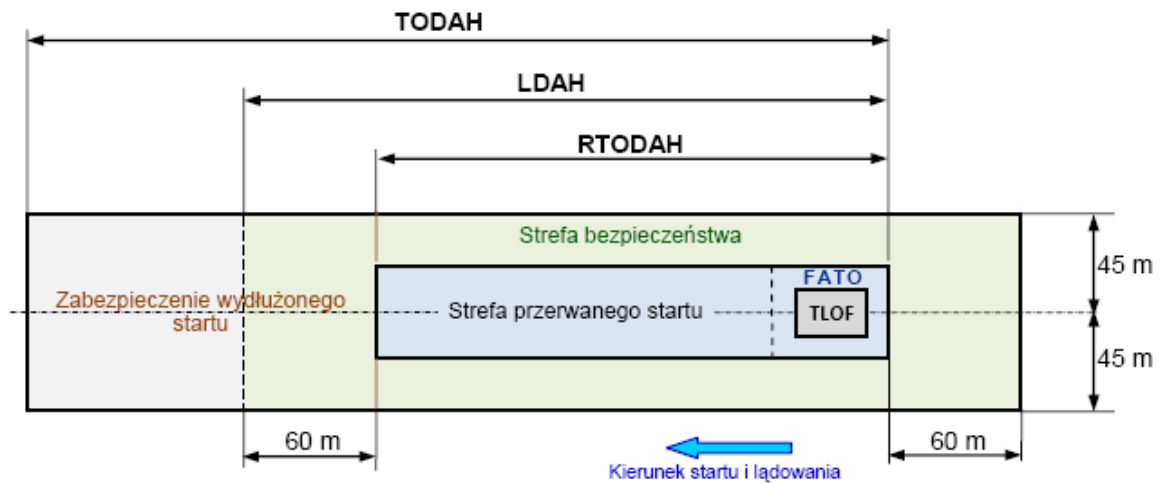 TODAH
LDAH
RTODAH
Strefa bezpieczeństwa
45 m
FATO
Zabezpieczenie wydłużonego
startu
Strefa przerwanego startu
TLOF
45 m
60 m
60 m
Kierunek startu i lądowania